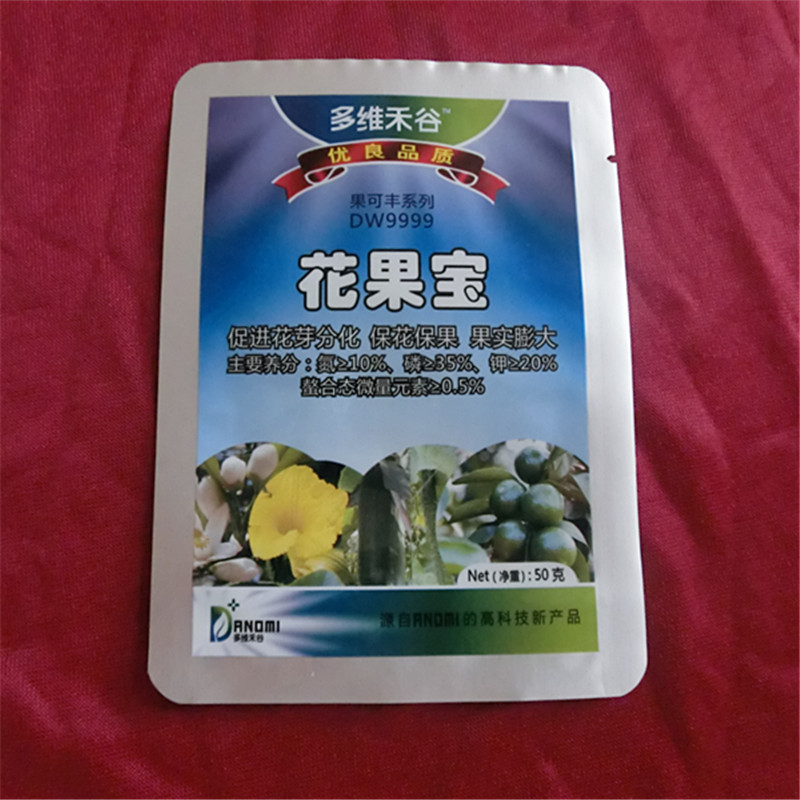 多维禾谷™
优良品质
果可丰系列
DW9999
花果宝
促进花芽分化 保花保果 果实膨大
主要养分：氮≥10%、磷≥35%、钾≥20%
螯合态微量元素≥0.5%
Net（净重）：50克
DANOMI
多维禾谷
源自ANOMI的高科技新产品